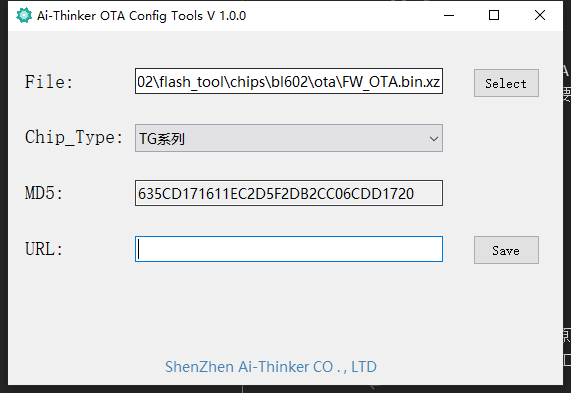 Ai-Thinker OTA Config Tools V 1.0.0
File: 02\flash_tool\chips\bl602\ota\FW_OTA.bin.xz Select
Chip_Type: TG系列
MD5: 635CD171611EC2D5F2DB2CC06CDD1720
URL: Save
ShenZhen Ai-Thinker CO . , LTD
A
要